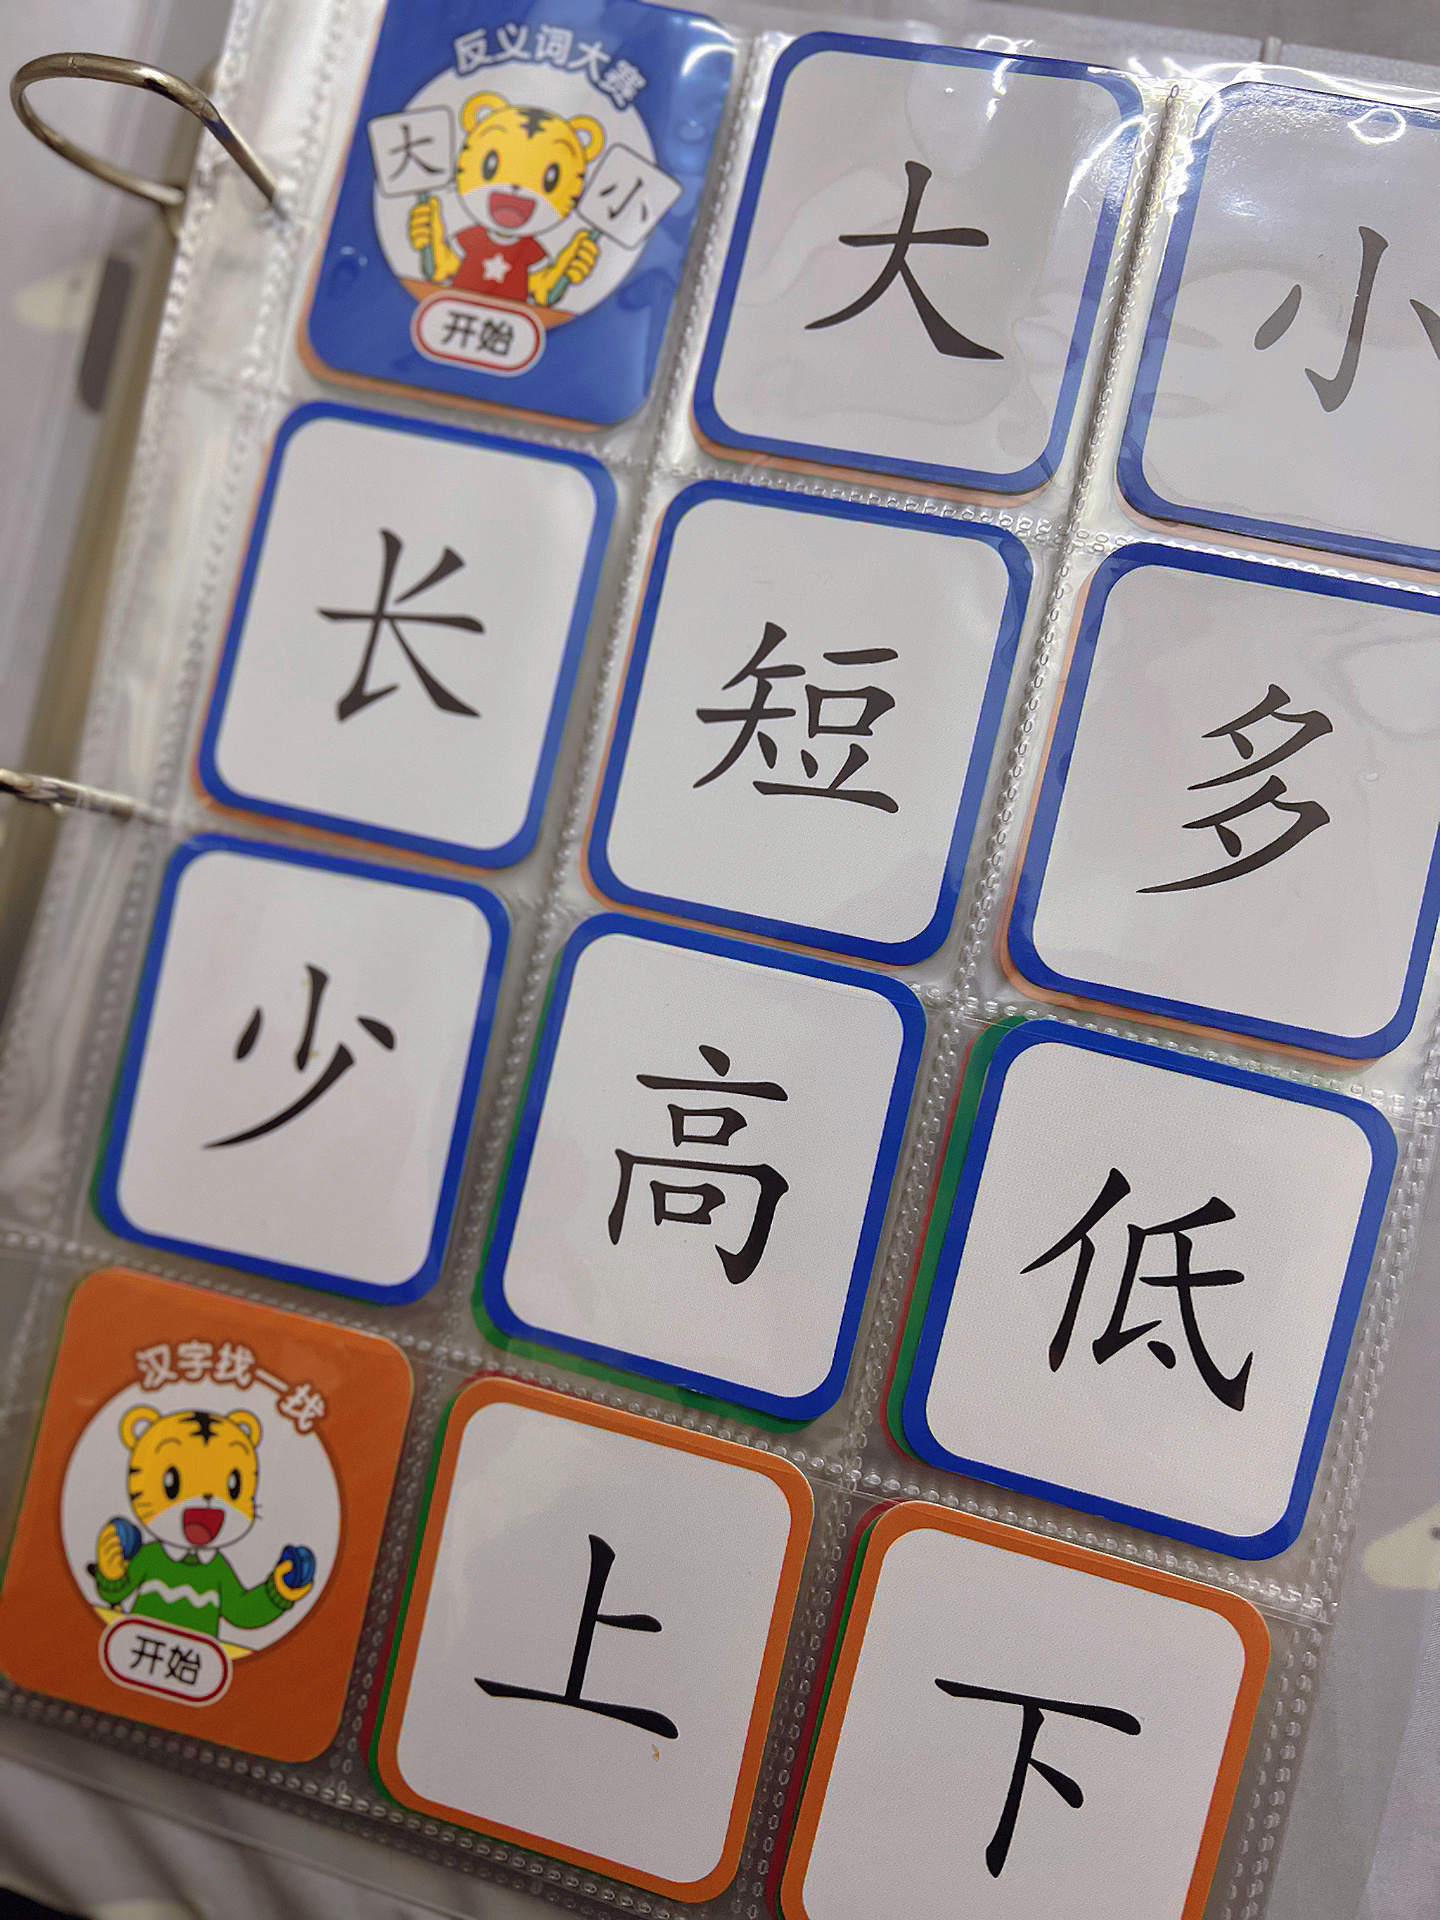 反义词大赛
大
小
开始
大
小
长
短
多
少
高
低
汉字找一找
开始
上
下